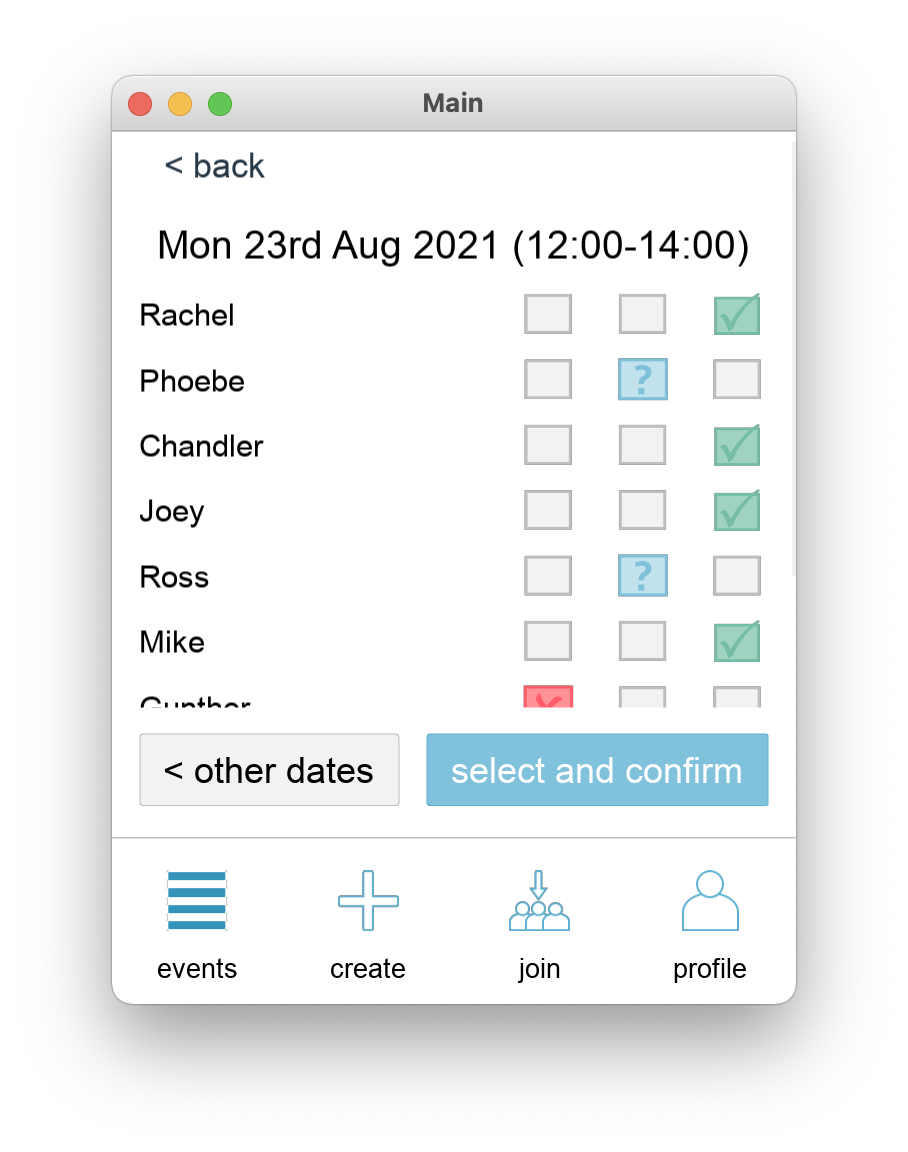 Main
< back
Mon 23rd Aug 2021 (12:00-14:00)
Rachel
Phoebe ?
Chandler
Joey
Ross ?
Mike
Gunther
< other dates select and confirm
events create join profile